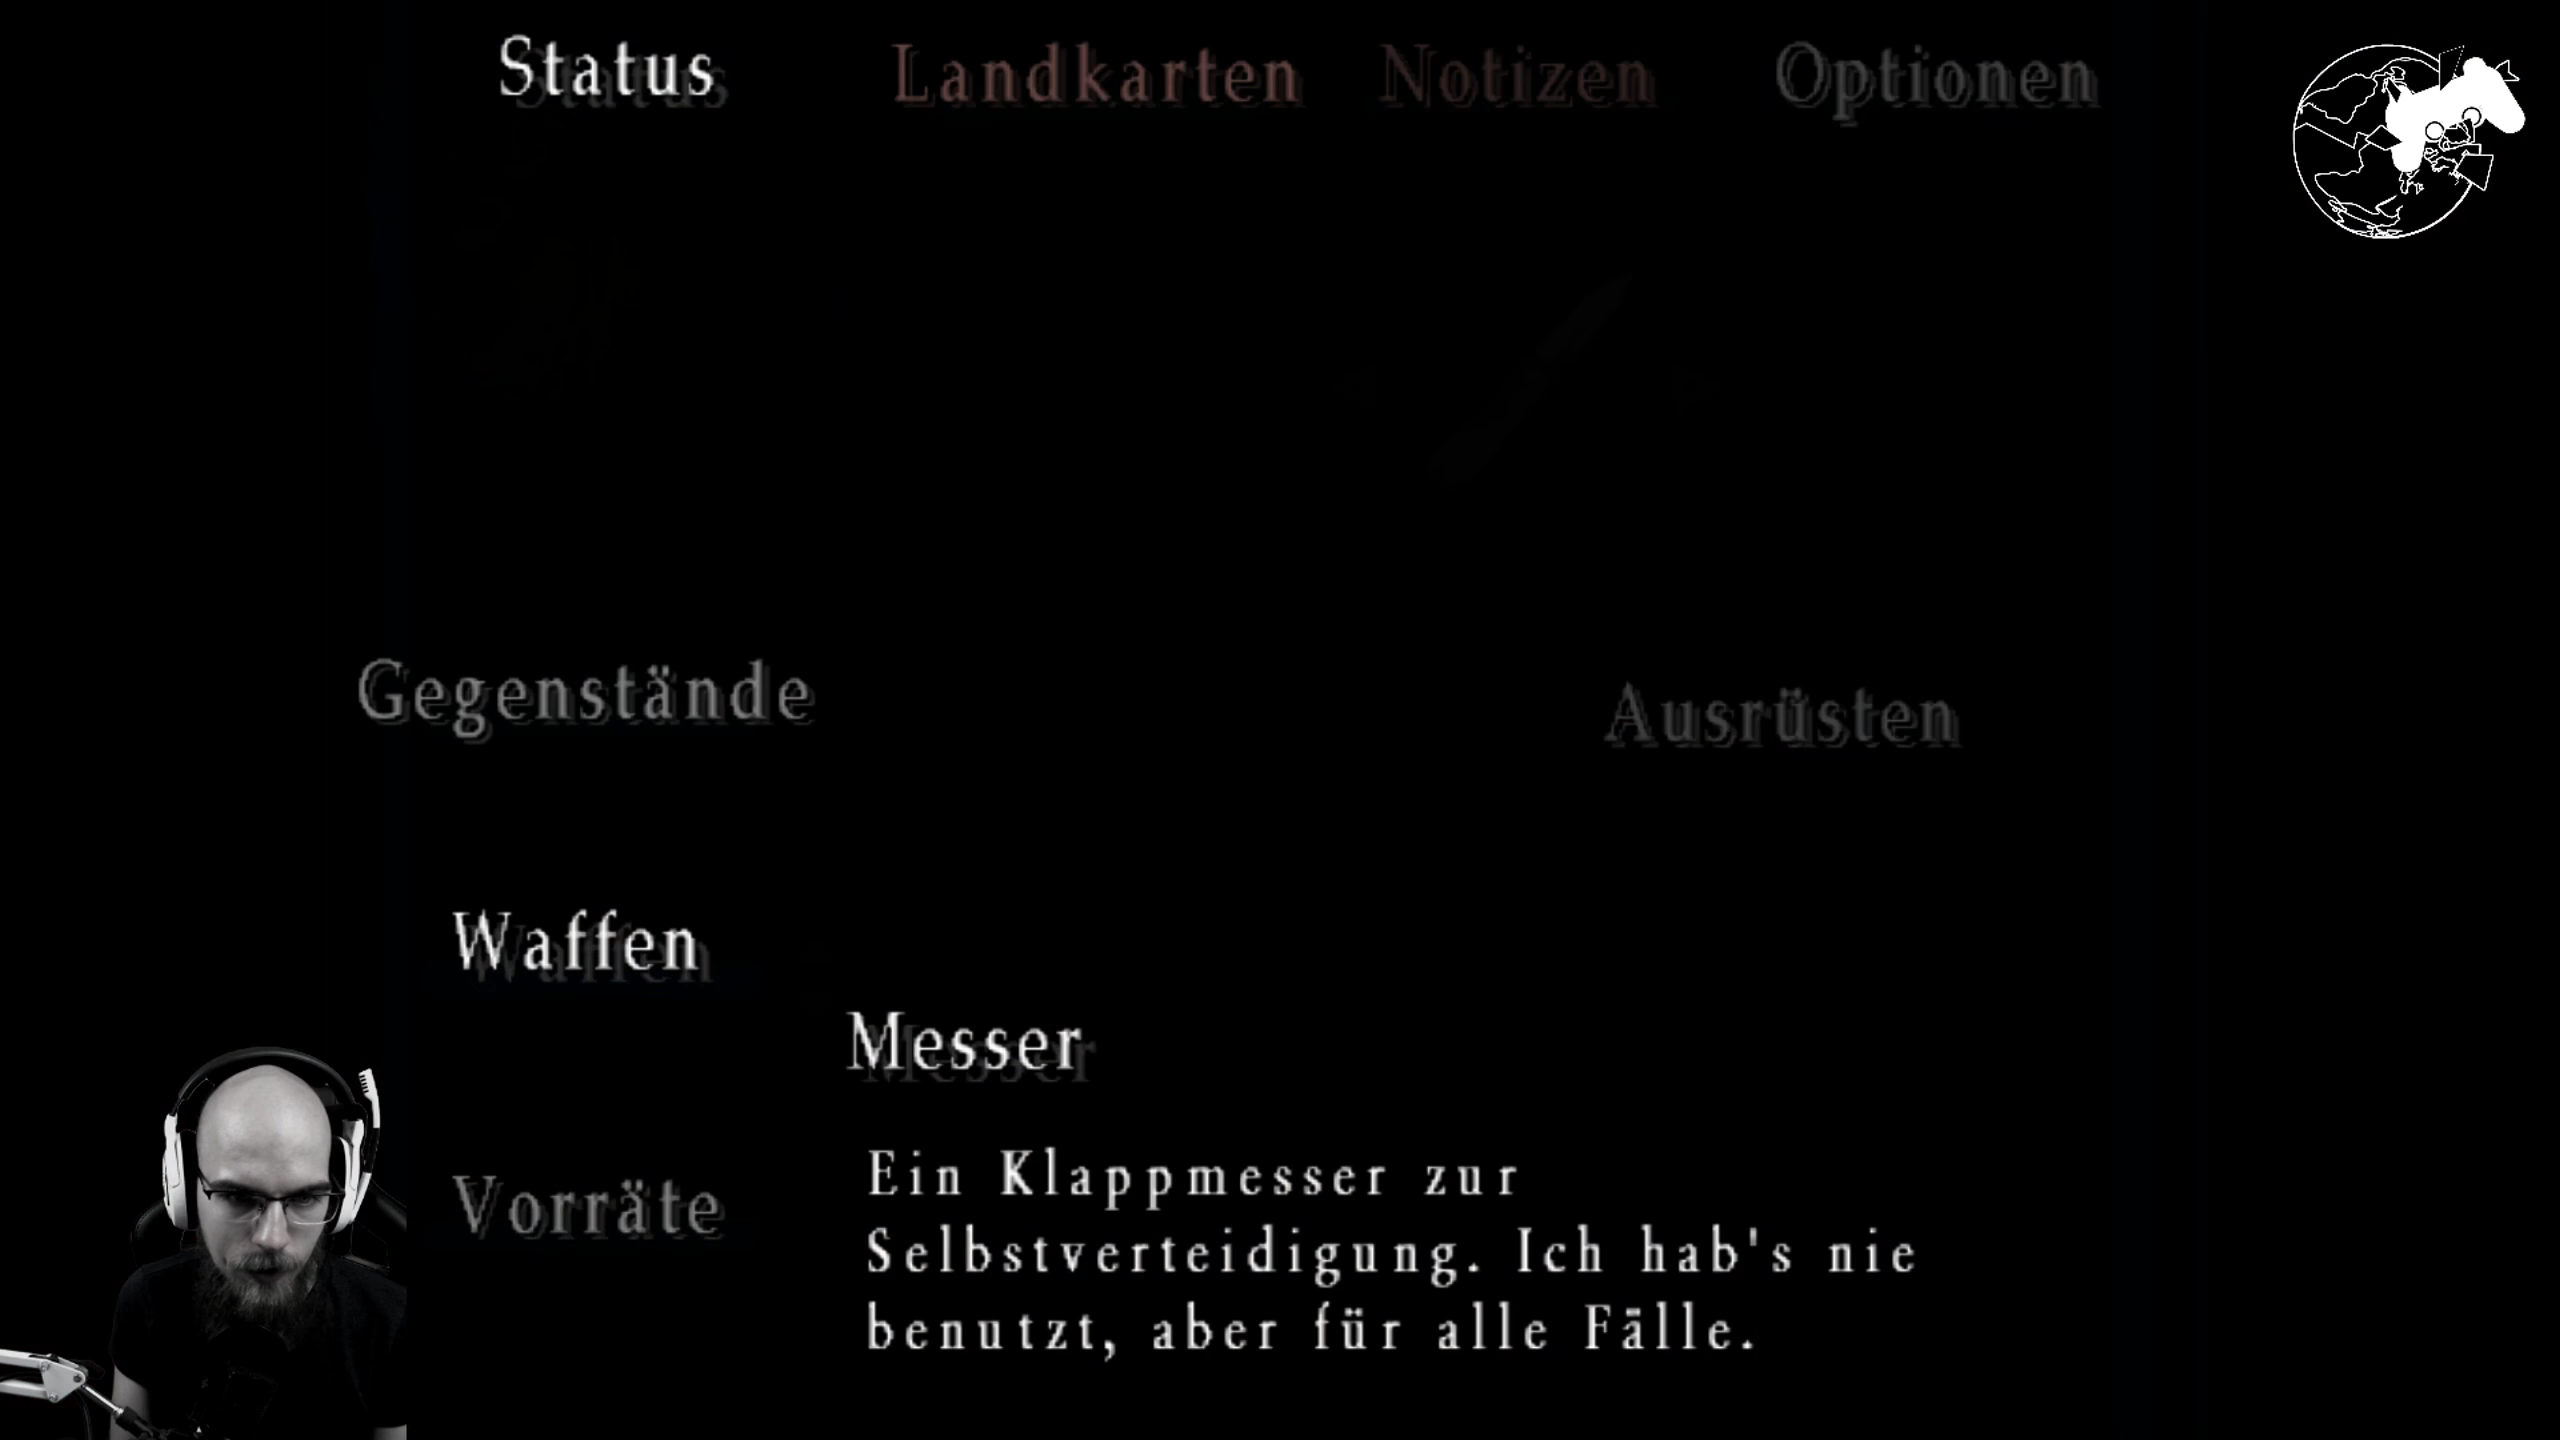 Status Landkarten Notizen Optionen
Gegenstände Ausrüsten
Waffen
Messer
Vorräte
Ein Klappmesser zur
Selbstverteidigung. Ich hab's nie
benutzt, aber für alle Fälle.